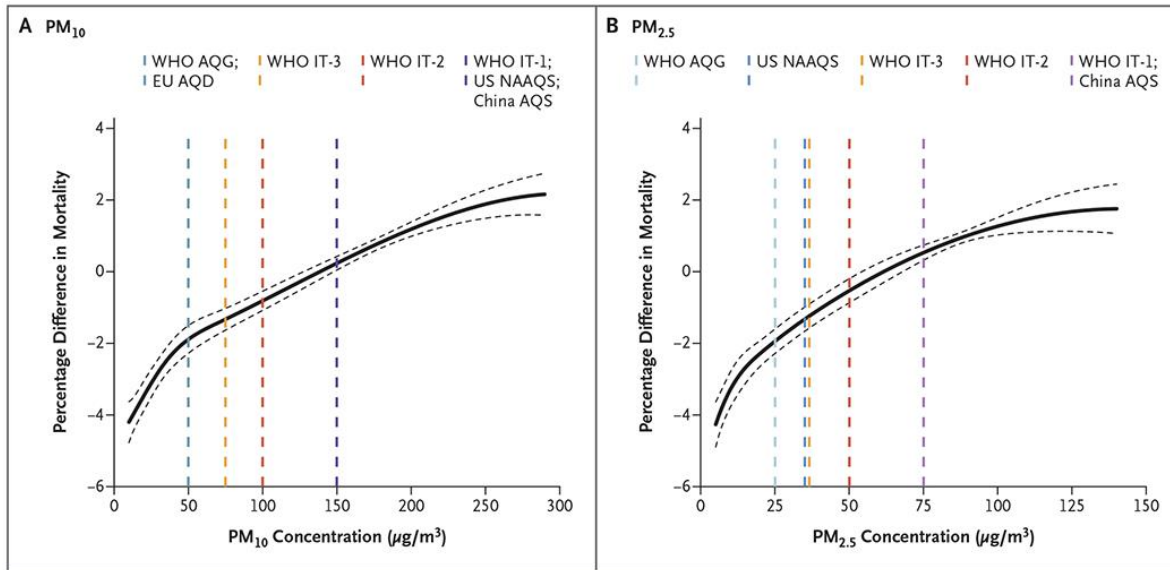 A PM10
WHO AQG;
EU AQD
WHO IT-3
WHO IT-2
WHO IT-1;
US NAAQS;
China AQS
Percentage Difference in Mortality
4
2
0
−2
−4
−6
0 50 100 150 200 250 300
PM10 Concentration (μg/m³)
B PM2.5
WHO AQG
US NAAQS
WHO IT-3
WHO IT-2
WHO IT-1;
China AQS
Percentage Difference in Mortality
4
2
0
−2
−4
−6
0 25 50 75 100 125 150
PM2.5 Concentration (μg/m³)